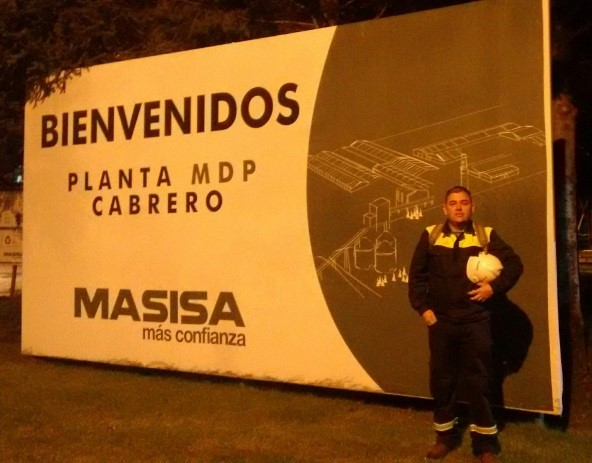 BIENVENIDOS
PLANTA MDP
CABRERO
MASISA
más confianza